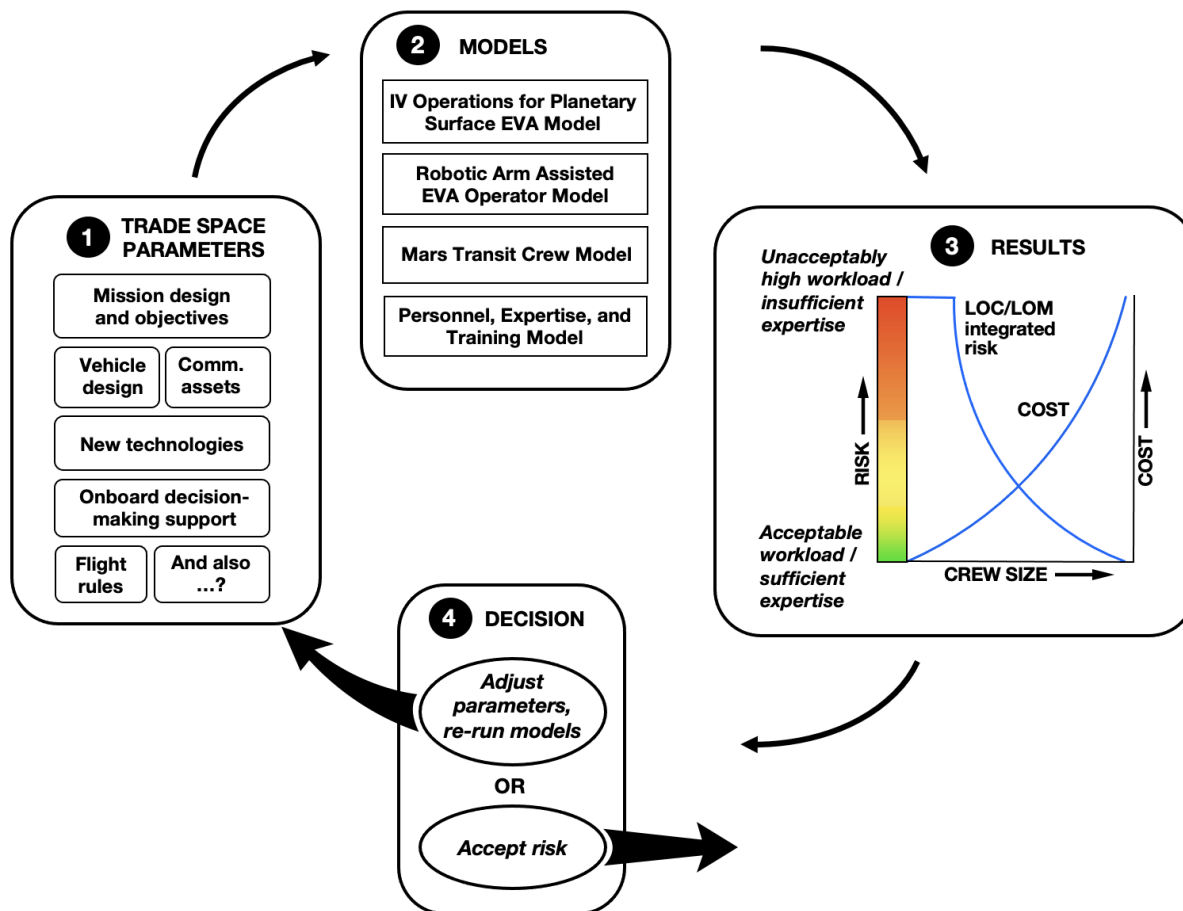 1
TRADE SPACE
PARAMETERS
Mission design
and objectives
Vehicle
design
Comm.
assets
New technologies
Onboard decision-
making support
Flight
rules
And also
...?
2
MODELS
IV Operations for Planetary
Surface EVA Model
Robotic Arm Assisted
EVA Operator Model
Mars Transit Crew Model
Personnel, Expertise, and
Training Model
3
RESULTS
Unacceptably
high workload /
insufficient
expertise
LOC/LOM
integrated
risk
COST
RISK
COST
Acceptable
workload /
sufficient
expertise
CREW SIZE
4
DECISION
Adjust
parameters,
re-run models
OR
Accept risk